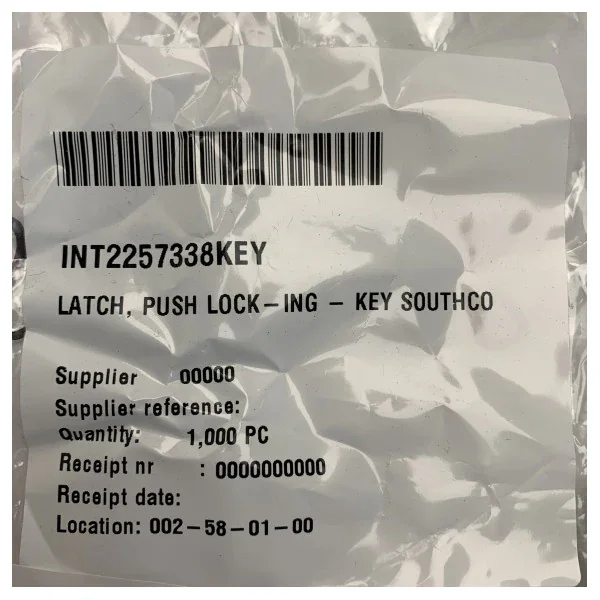 INT2257338KEY
LATCH, PUSH LOCK-ING - KEY SOUTHCO
Supplier 00000
Supplier reference:
Quantity: 1,000 PC
Receipt nr : 0000000000
Receipt date:
Location: 002-58-01-00